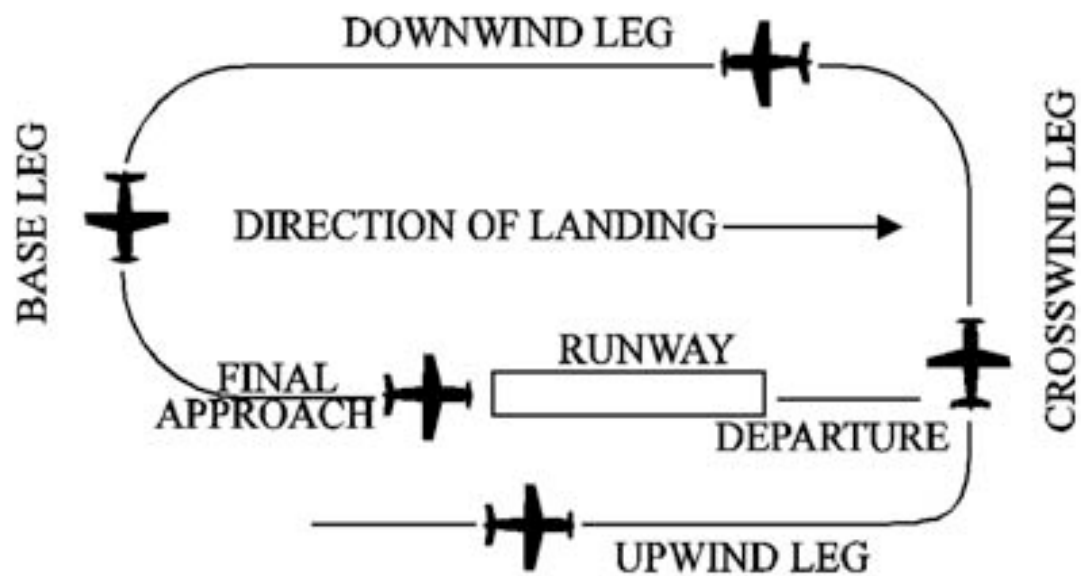 DOWNWIND LEG
BASE LEG
CROSSWIND LEG
DIRECTION OF LANDING
RUNWAY
FINAL
APPROACH
DEPARTURE
UPWIND LEG